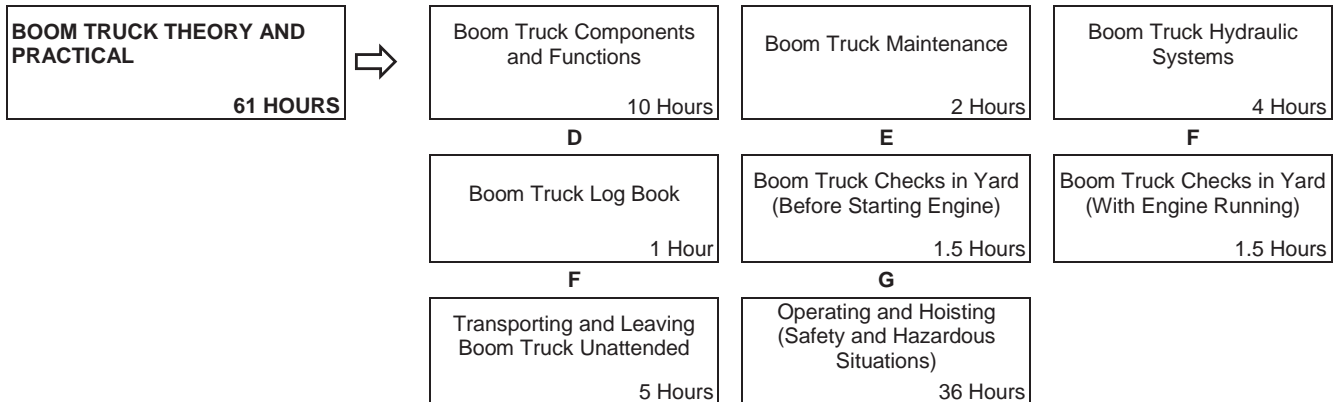 BOOM TRUCK THEORY AND
PRACTICAL
61 HOURS
Boom Truck Components
and Functions
10 Hours
Boom Truck Maintenance
2 Hours
Boom Truck Hydraulic
Systems
4 Hours
D
E
F
Boom Truck Log Book
1 Hour
Boom Truck Checks in Yard
(Before Starting Engine)
1.5 Hours
Boom Truck Checks in Yard
(With Engine Running)
1.5 Hours
F
G
Transporting and Leaving
Boom Truck Unattended
5 Hours
Operating and Hoisting
(Safety and Hazardous
Situations)
36 Hours